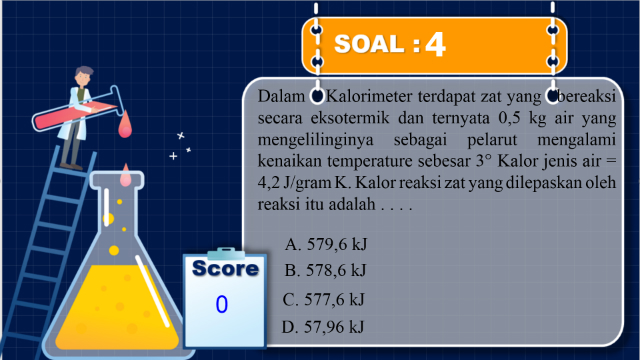 SOAL : 4
Dalam Kalorimeter terdapat zat yang bereaksi
secara eksotermik dan ternyata 0,5 kg air yang
mengelilinginya sebagai pelarut mengalami
kenaikan temperature sebesar 3° Kalor jenis air =
4,2 J/gram K. Kalor reaksi zat yang dilepaskan oleh
reaksi itu adalah . . . .
A. 579,6 kJ
B. 578,6 kJ
C. 577,6 kJ
D. 57,96 kJ
Score
0